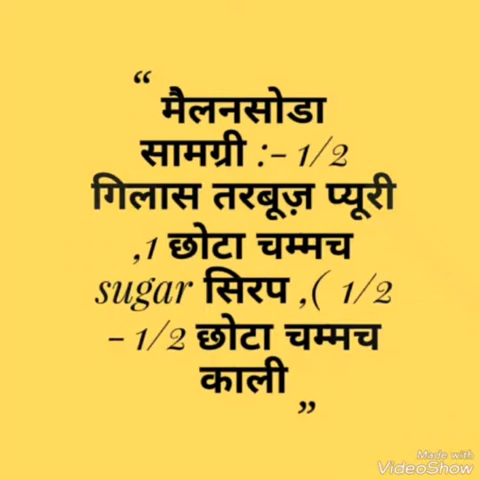 “ मैलनसोडा
सामग्री :- 1/2
गिलास तरबूज़ प्यूरी
,1 छोटा चम्मच
sugar सिरप ,( 1/2
- 1/2 छोटा चम्मच
काली ”
Made with
VideoShow